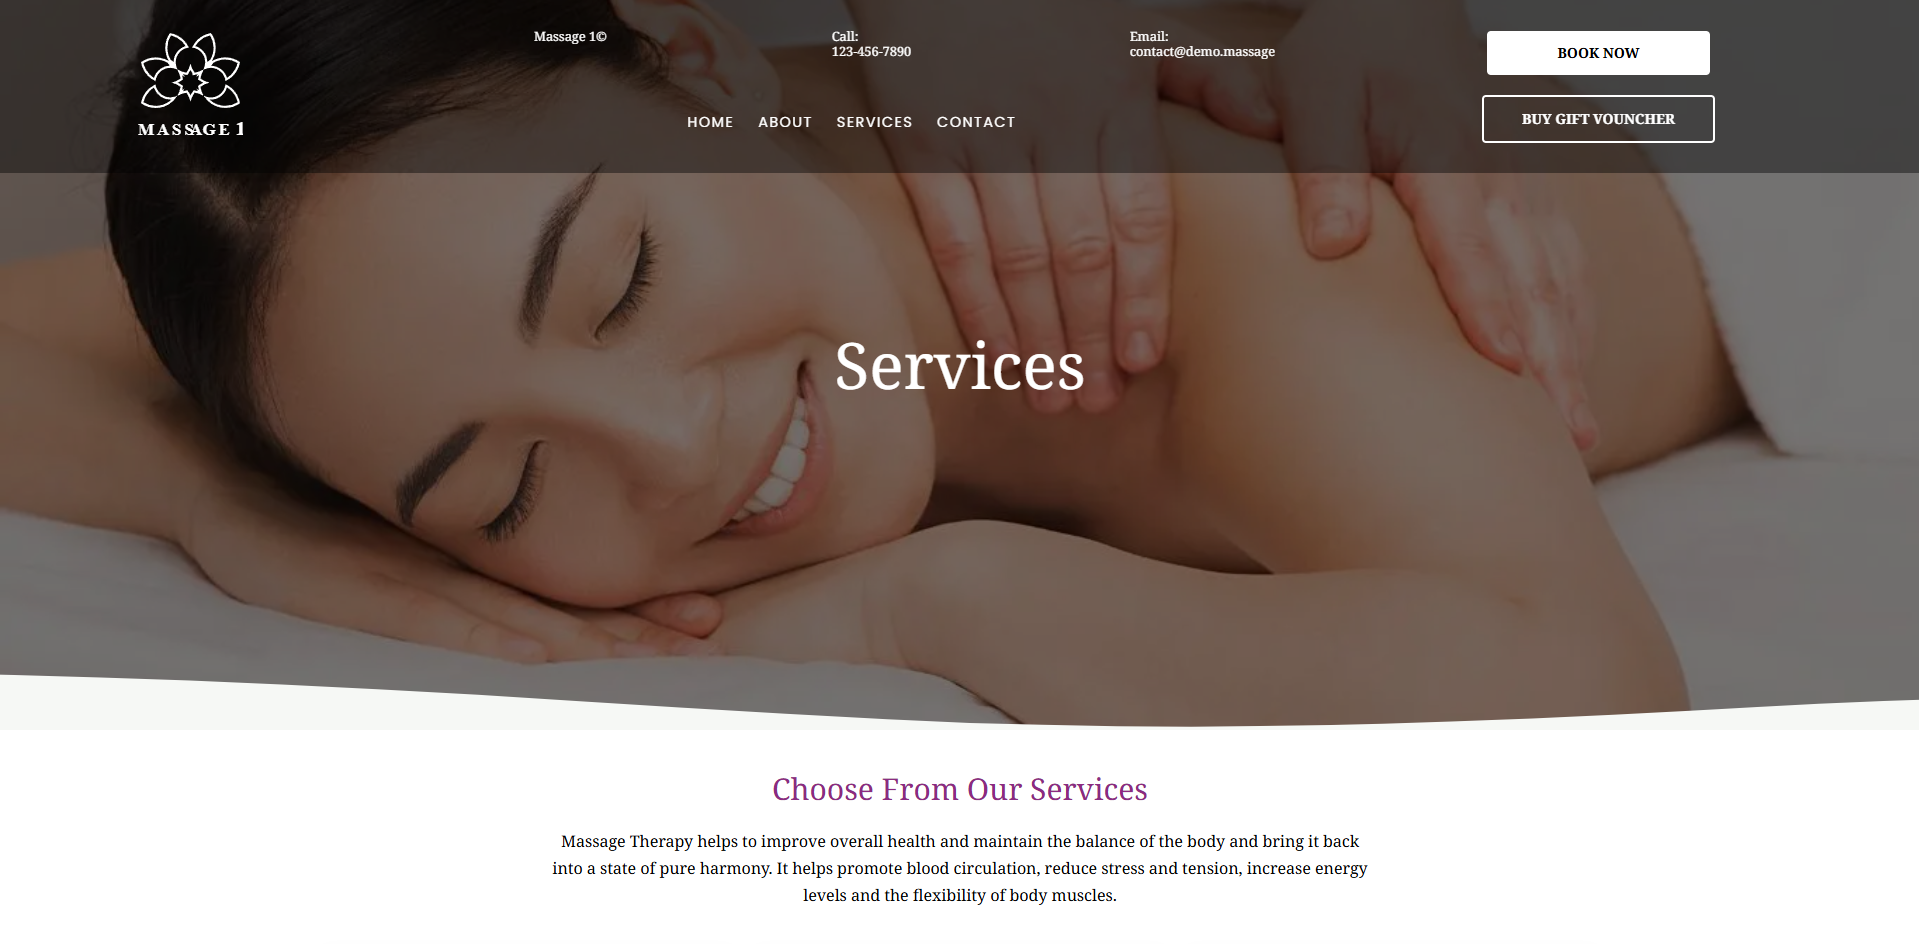 MASSAGE 1
Massage 1©
Call:
123-456-7890
Email:
contact@demo.massage
BOOK NOW
HOME ABOUT SERVICES CONTACT
BUY GIFT VOUNCHER
Services
Choose From Our Services
Massage Therapy helps to improve overall health and maintain the balance of the body and bring it back
into a state of pure harmony. It helps promote blood circulation, reduce stress and tension, increase energy
levels and the flexibility of body muscles.